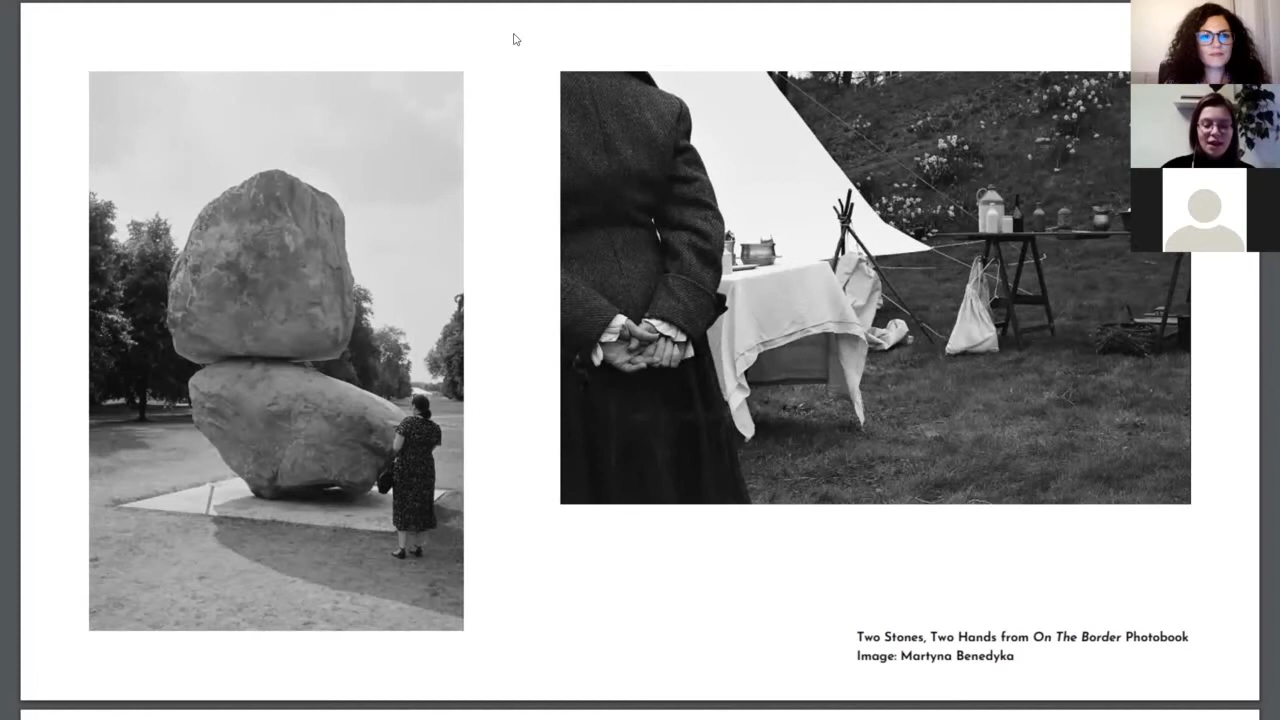 Two Stones, Two Hands from On The Border Photobook
Image: Martyna Benedyka